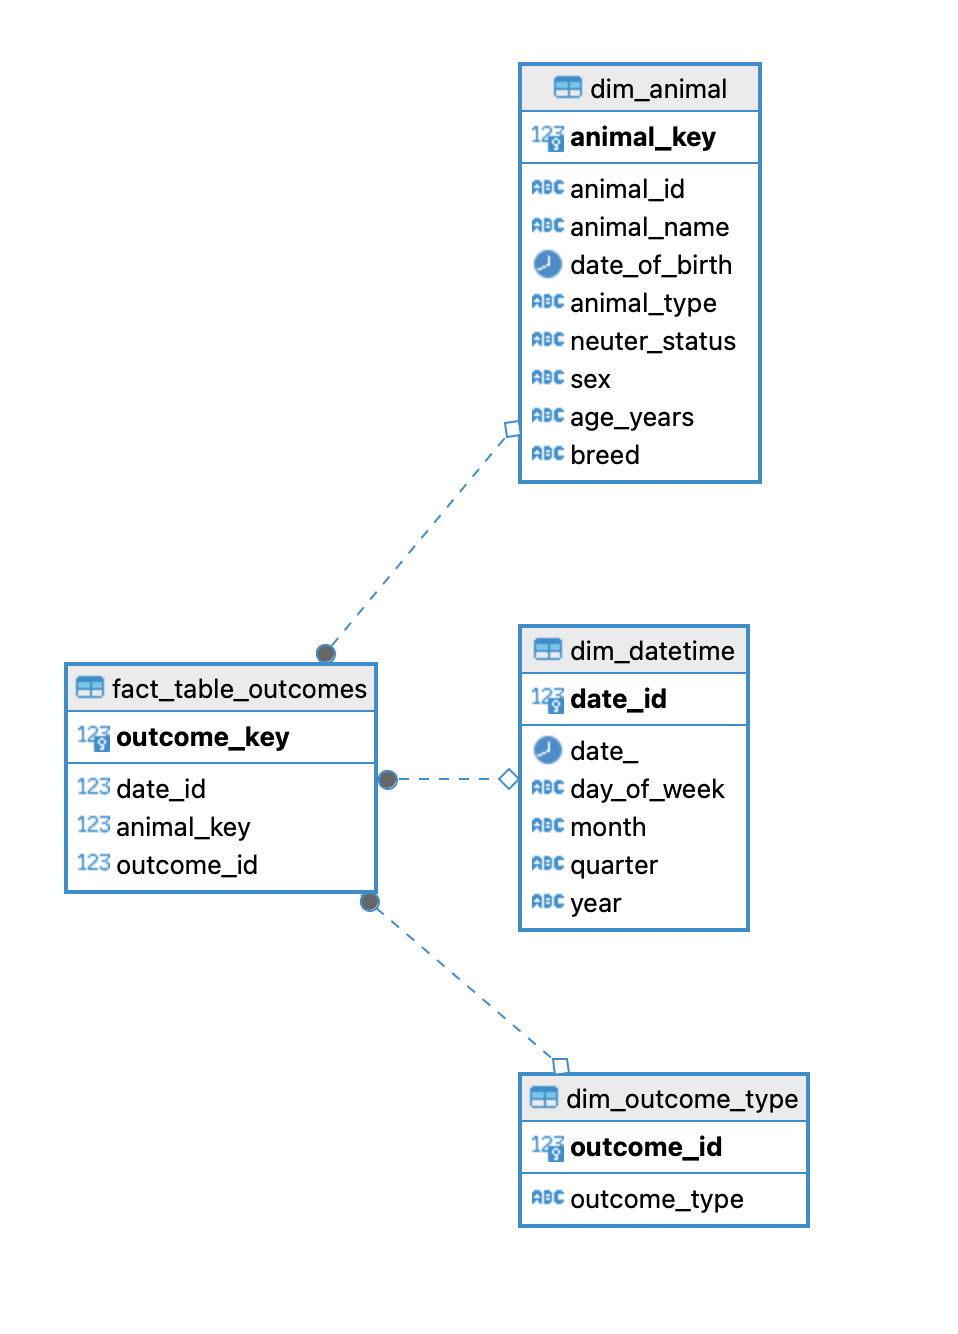 dim_animal
123 animal_key
ABC animal_id
ABC animal_name
date_of_birth
ABC animal_type
ABC neuter_status
ABC sex
ABC age_years
ABC breed
fact_table_outcomes
123 outcome_key
123 date_id
123 animal_key
123 outcome_id
dim_datetime
123 date_id
date_
ABC day_of_week
ABC month
ABC quarter
ABC year
dim_outcome_type
123 outcome_id
ABC outcome_type